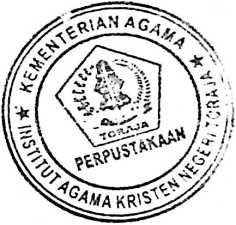 KEMENTERIAN AGAMA
TORAJA
PERPUSTAKAAN
INSTITUT AGAMA KRISTEN NEGERI TORAJA